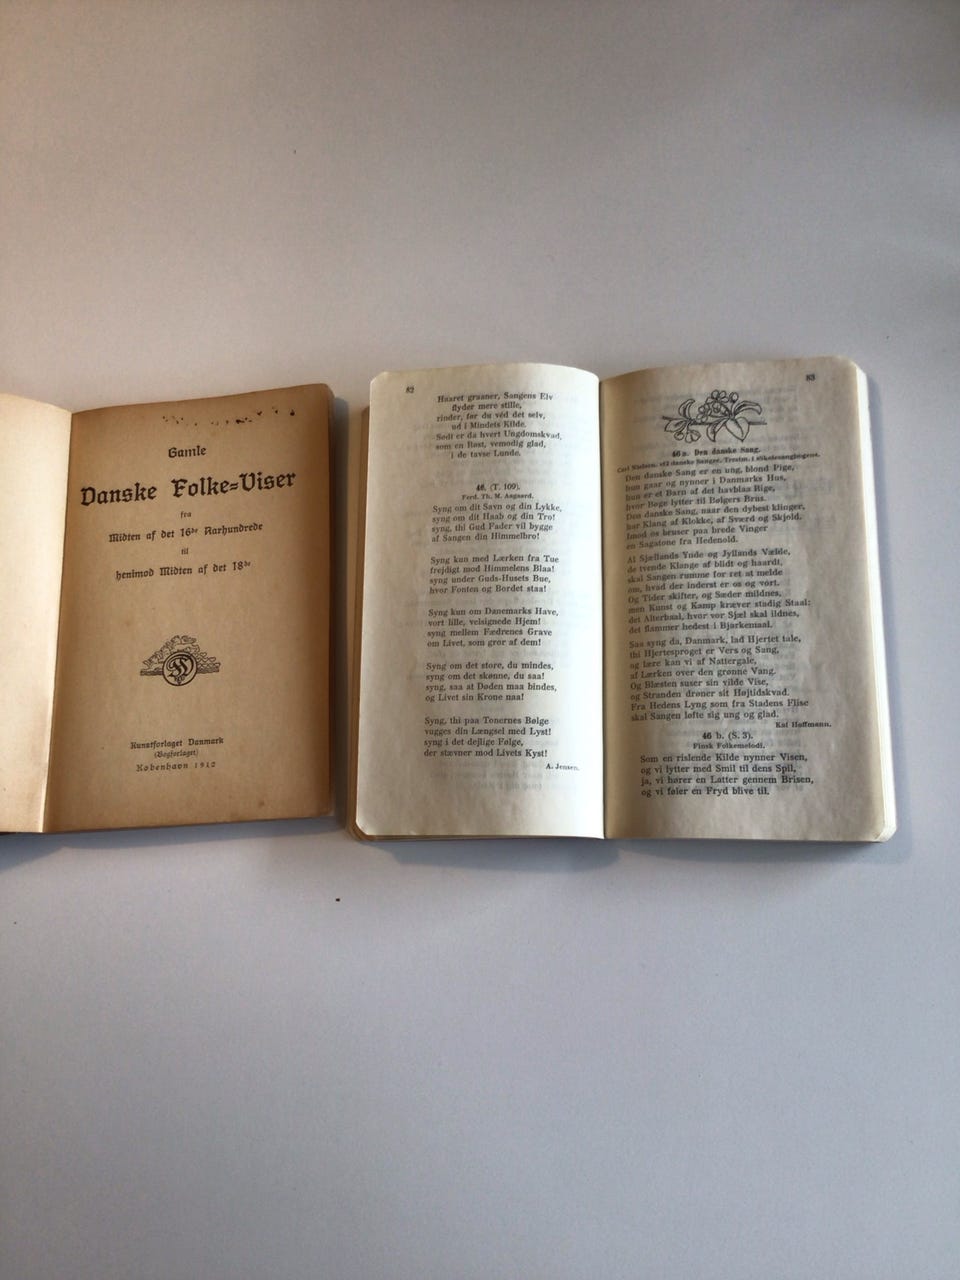 Gamle
Danske Folke=Viser
fra
Midten af det 16de Aarhundrede
til
henimod Midten af det 18de
Kunstforlaget Danmark
(Bogforlaget)
København 1912
82
Haaret graaner, Sangens Elv
flyder mere stille,
rinder, før du véd det selv,
ud i Mindets Kilde.
Sødt er da hvert Ungdomskvad,
som en Røst, vemodig glad,
i de tavse Lunde.
46. (T. 109).
Ferd. Th. M. Aagaard.
Syng om dit Savn og din Lykke,
syng om dit Haab og din Tro!
syng, thi Gud Fader vil bygge
af Sangen din Himmelbro!
Syng kun med Lærken fra Tue
frejdigt mod Himmelens Blaa!
syng under Guds-Husets Bue,
hvor Fonten og Bordet staa!
Syng kun om Danemarks Have,
vort lille, velsignede Hjem!
syng mellem Fædrenes Grave
om Livet, som gror af dem!
Syng om det store, du mindes,
syng om det skønne, du saa!
syng, saa at Døden maa bindes,
og Livet sin Krone naa!
Syng, thi paa Tonernes Bølge
vugges din Længsel med Lyst!
syng i det dejlige Følge,
der stævner mod Livets Kyst!
A. Jensen.
83
46 a. Den danske Sang.
Carl Nielsen. «12 danske Sange». Trestm. i «Skolesangbogen».
Den danske Sang er en ung, blond Pige,
hun gaar og nynner i Danmarks Hus,
hun er et Barn af det havblaa Rige,
hvor Bøge lytter til Bølgers Brus.
Den danske Sang, naar den dybest klinger,
har Klang af Klokke, af Sværd og Skjold.
Imod os bruser paa brede Vinger
en Sagatone fra Hedenold.
Al Sjællands Ynde og Jyllands Vælde,
de tvende Klange af blidt og haardt,
skal Sangen rumme for ret at melde
om, hvad der inderst er os og vort.
Og Tider skifter, og Sæder mildnes,
men Kunst og Kamp kræver stadig Staal:
det Alterbaal, hvor vor Sjæl skal ildnes,
det flammer hedest i Bjarkemaal.
Saa syng da, Danmark, lad Hjertet tale,
thi Hjertesproget er Vers og Sang,
og lære kan vi af Nattergale,
af Lærken over den grønne Vang.
Og Blæsten suser sin vilde Vise,
og Stranden drøner sit Højtidskvad.
Fra Hedens Lyng som fra Stadens Flise
skal Sangen løfte sig ung og glad.
Kai Hoffmann.
46 b. (S. 3).
Finsk Folkemelodi.
Som en rislende Kilde nynner Visen,
og vi lytter med Smil til dens Spil,
ja, vi hører en Latter gennem Brisen,
og vi føler en Fryd blive til.